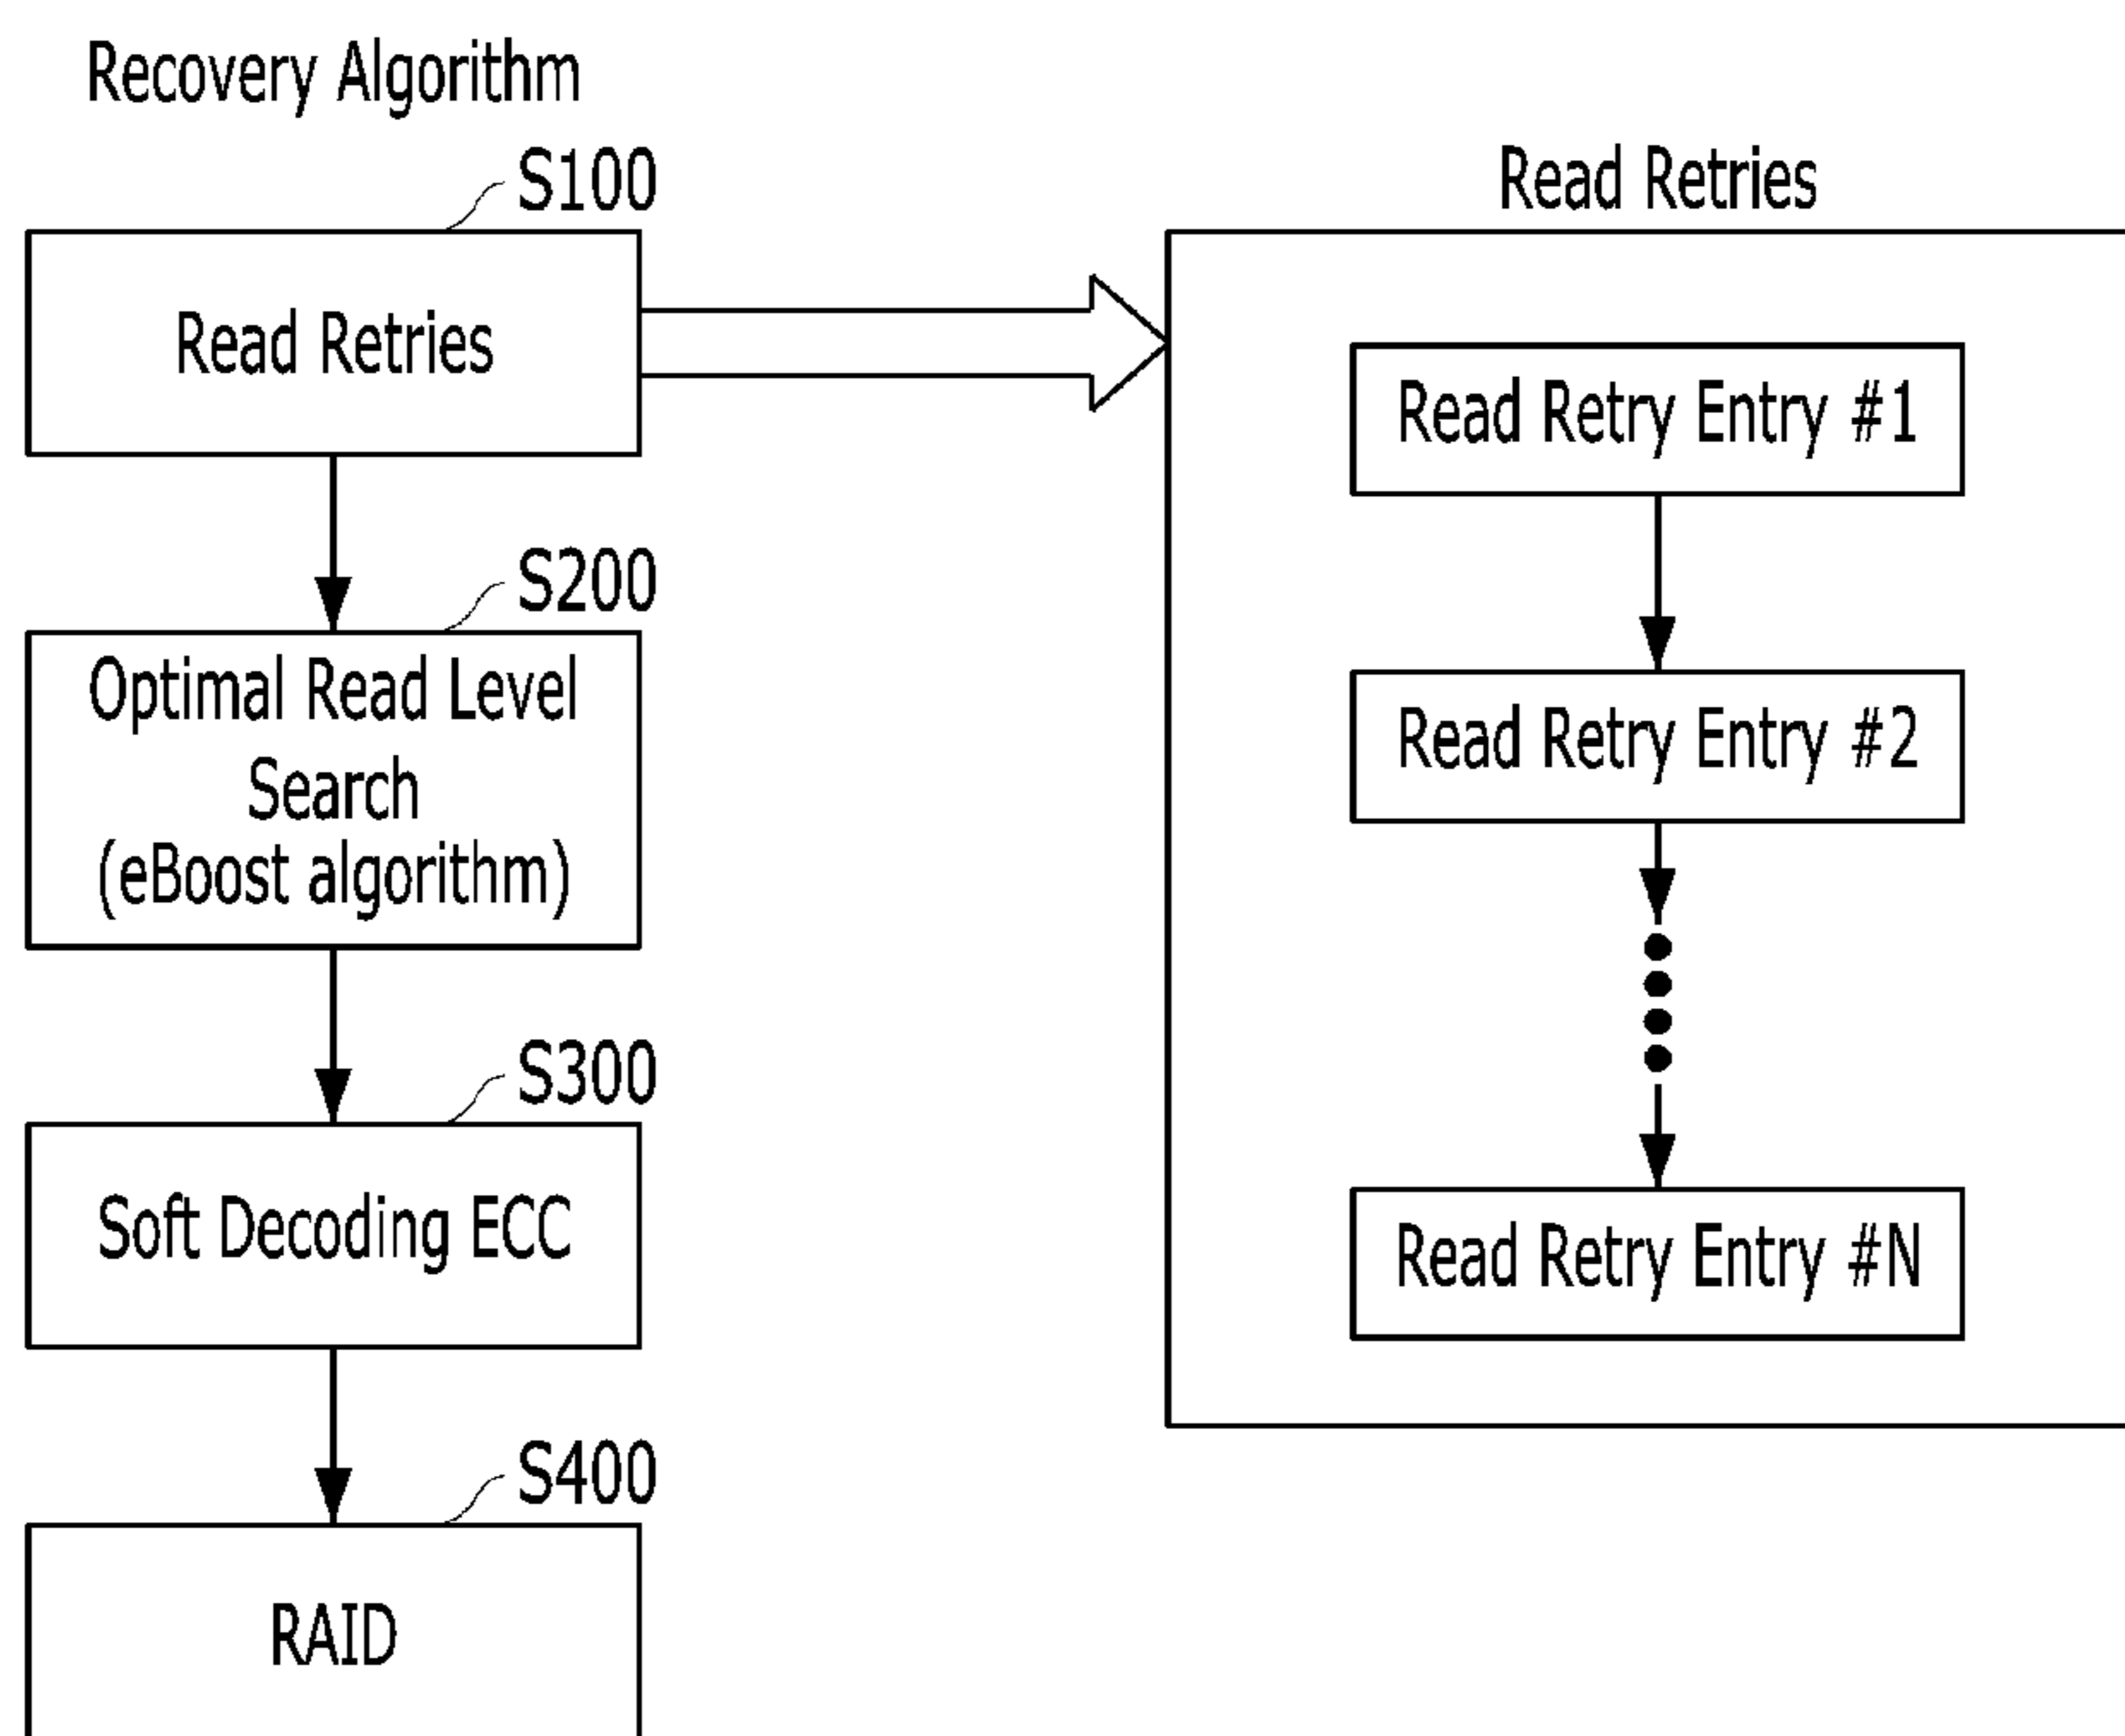 Recovery Algorithm
S100
Read Retries
S200
Optimal Read Level
Search
(eBoost algorithm)
S300
Soft Decoding ECC
S400
RAID
Read Retries
Read Retry Entry #1
Read Retry Entry #2
Read Retry Entry #N